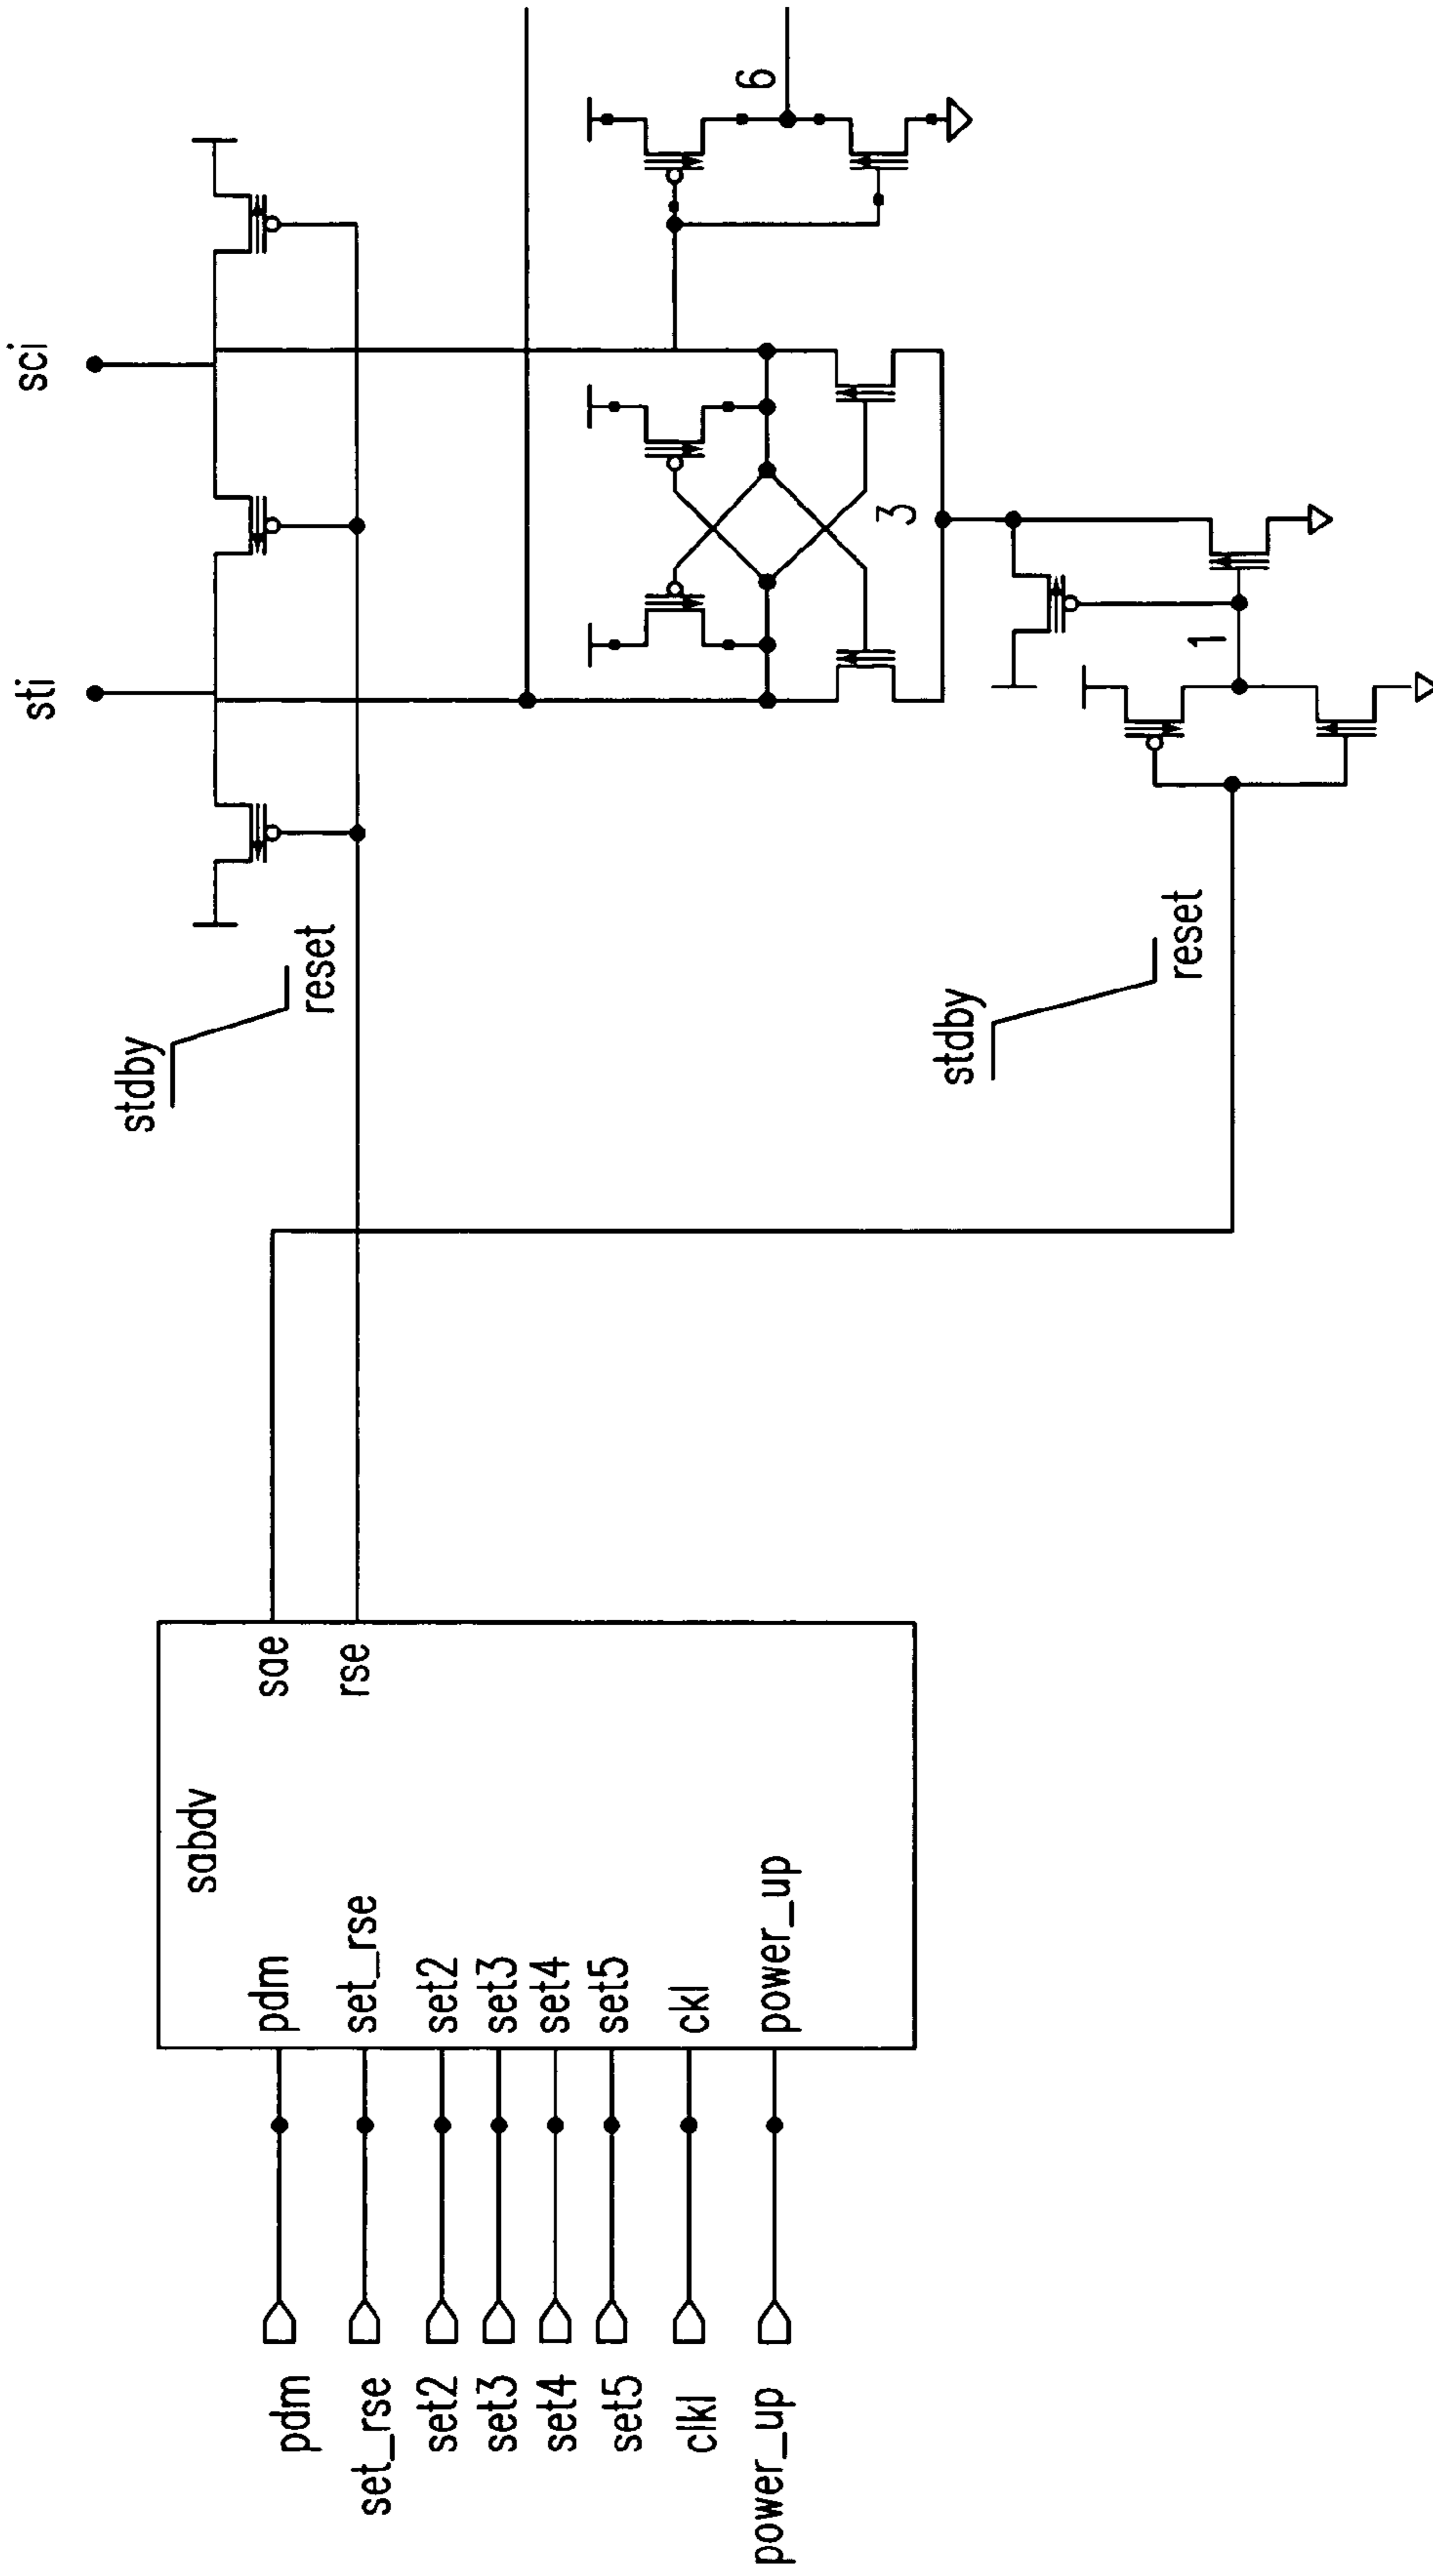 pdm
set_rse
set2
set3
set4
set5
clkl
power_up
sabdv
pdm
set_rse
set2
set3
set4
set5
ckl
power_up
sae
rse
stdby
reset
stdby
reset
sti
sci
3
1
6